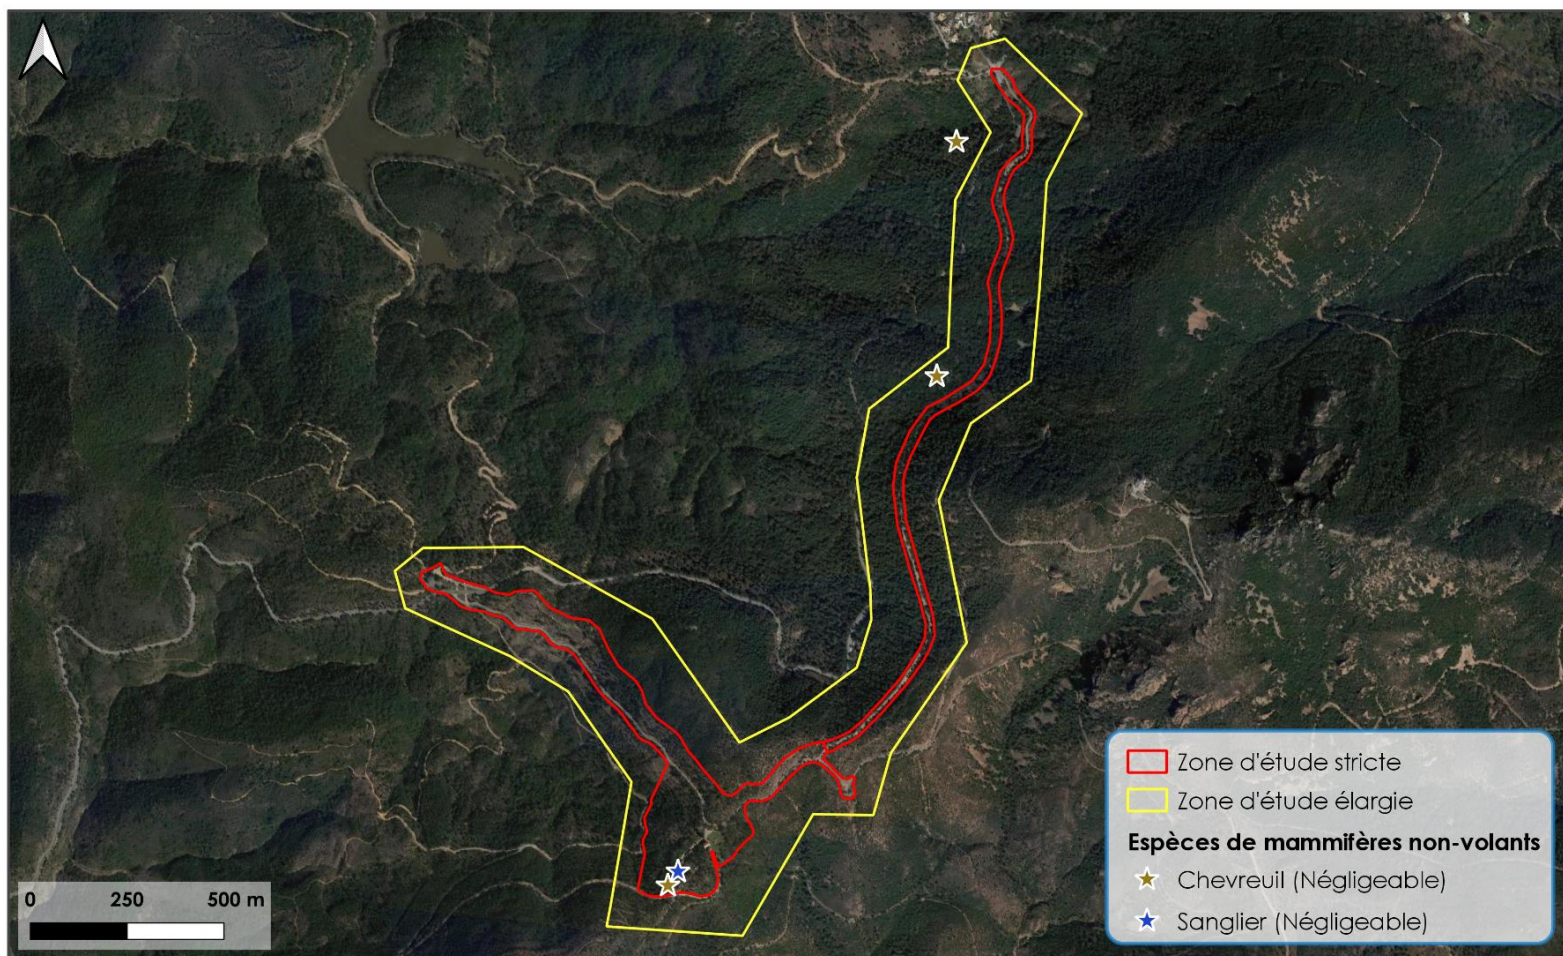 Zone d'étude stricte
Zone d'étude élargie
Espèces de mammifères non-volants
Chevreuil (Négligeable)
Sanglier (Négligeable)
0 250 500 m